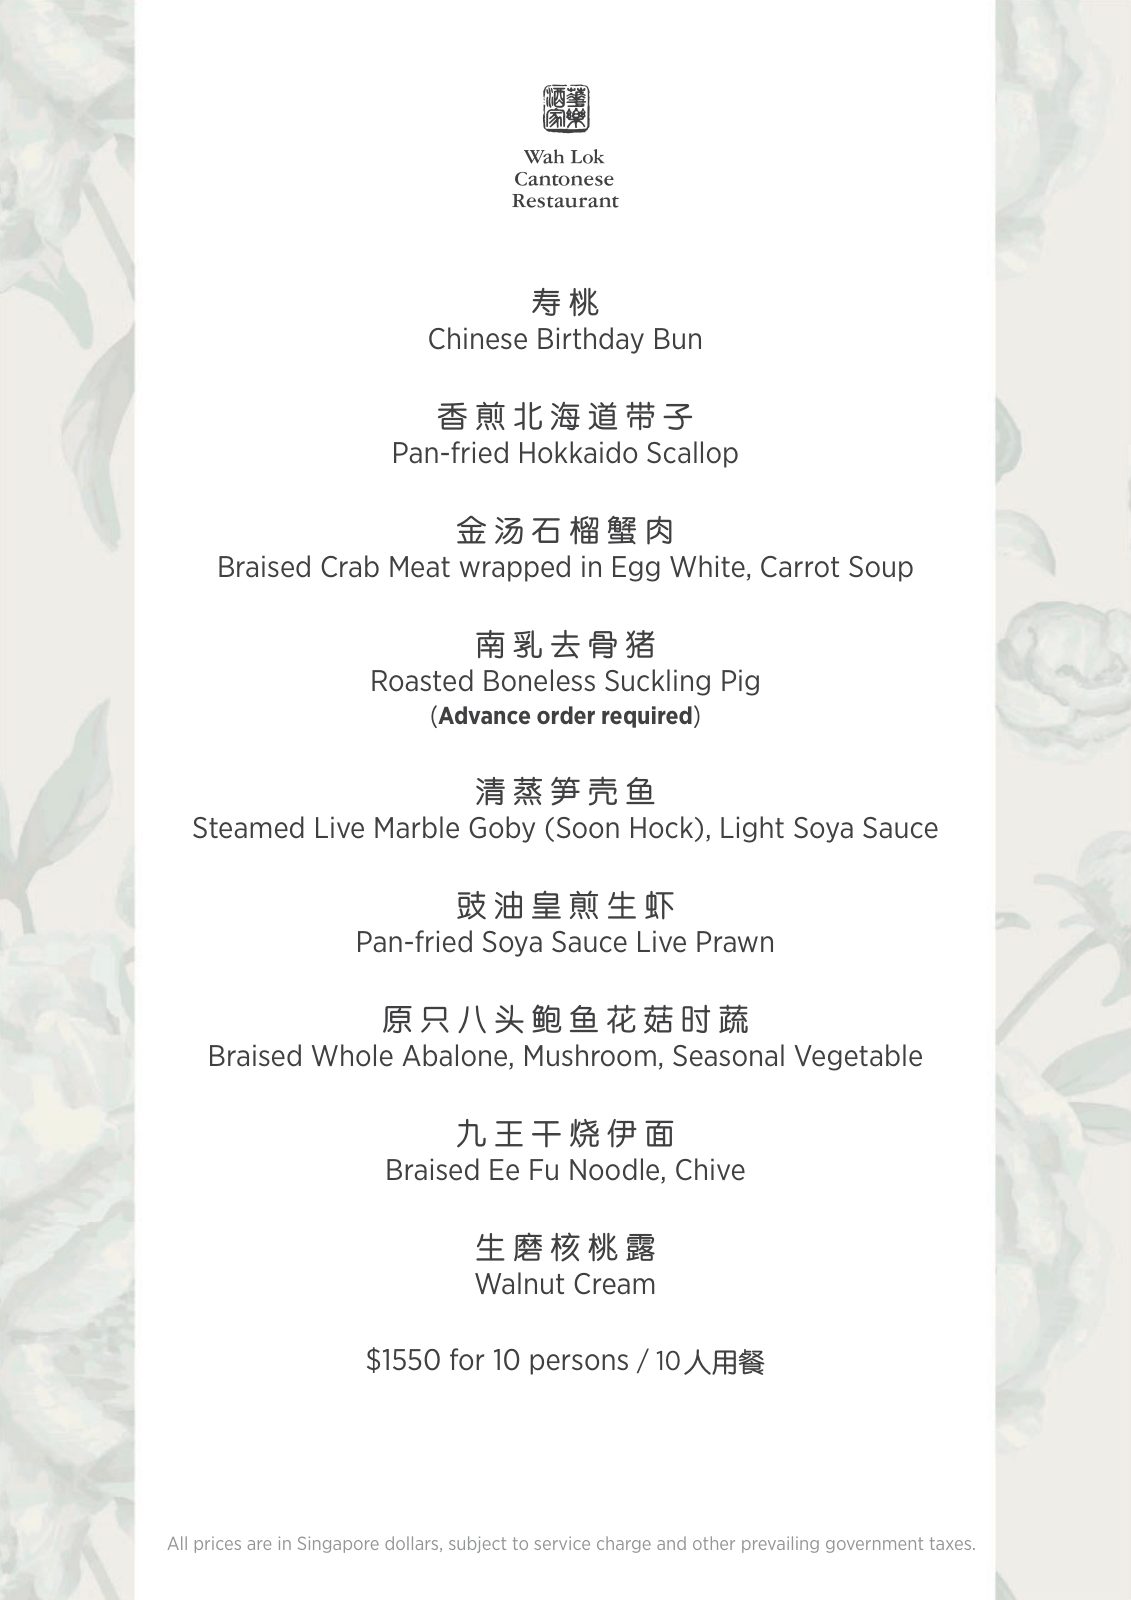 華樂
酒家
Wah Lok
Cantonese
Restaurant
寿桃
Chinese Birthday Bun
香煎北海道带子
Pan-fried Hokkaido Scallop
金汤石榴蟹肉
Braised Crab Meat wrapped in Egg White, Carrot Soup
南乳去骨猪
Roasted Boneless Suckling Pig
(Advance order required)
清蒸笋壳鱼
Steamed Live Marble Goby (Soon Hock), Light Soya Sauce
豉油皇煎生虾
Pan-fried Soya Sauce Live Prawn
原只八头鲍鱼花菇时蔬
Braised Whole Abalone, Mushroom, Seasonal Vegetable
九王干烧伊面
Braised Ee Fu Noodle, Chive
生磨核桃露
Walnut Cream
$1550 for 10 persons / 10人用餐
All prices are in Singapore dollars, subject to service charge and other prevailing government taxes.